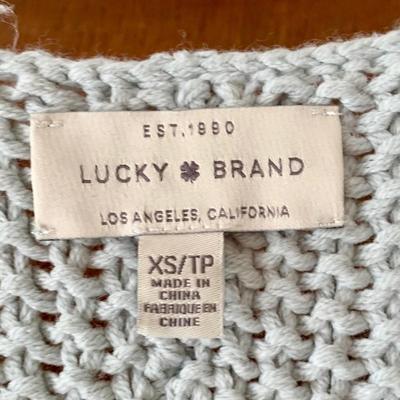 EST. 1990
LUCKY BRAND
LOS ANGELES, CALIFORNIA
XS/TP
MADE IN
CHINA
FABRIQUE EN
CHINE